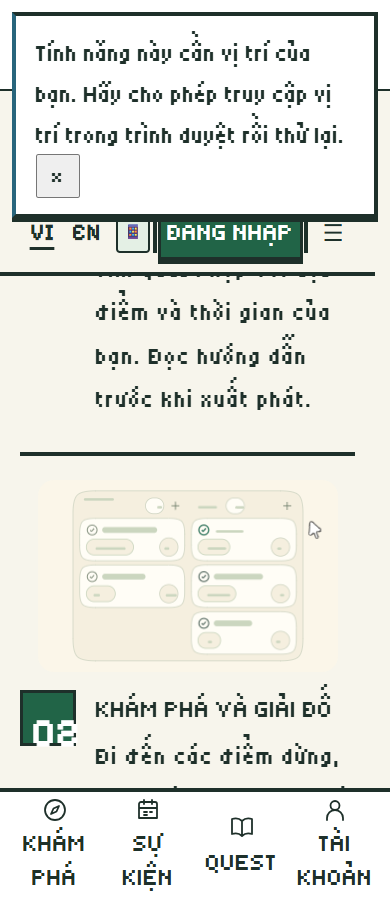 Tính năng này cần vị trí của
bạn. Hãy cho phép truy cập vị
trí trong trình duyệt rồi thử lại.
×
VI EN ĐĂNG NHẬP
điểm và thời gian của
bạn. Đọc hướng dẫn
trước khi xuất phát.
02
KHÁM PHÁ VÀ GIẢI ĐỐ
Đi đến các điểm dừng,
KHÁM
PHÁ
SỰ
KIỆN
QUEST
TÀI
KHOẢN